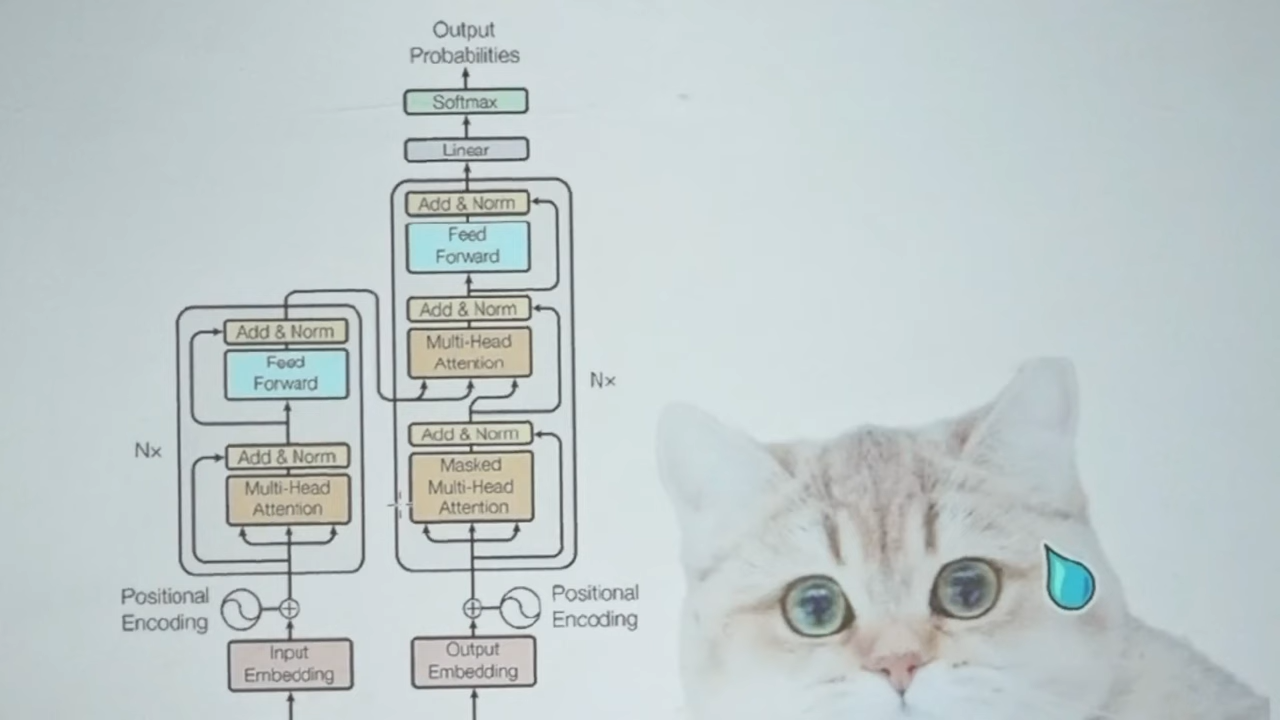 Output
Probabilities
Softmax
Linear
Add & Norm
Feed
Forward
Add & Norm
Multi-Head
Attention
Add & Norm
Masked
Multi-Head
Attention
Nx
Add & Norm
Feed
Forward
Nx
Add & Norm
Multi-Head
Attention
Positional
Encoding
Positional
Encoding
Input
Embedding
Output
Embedding